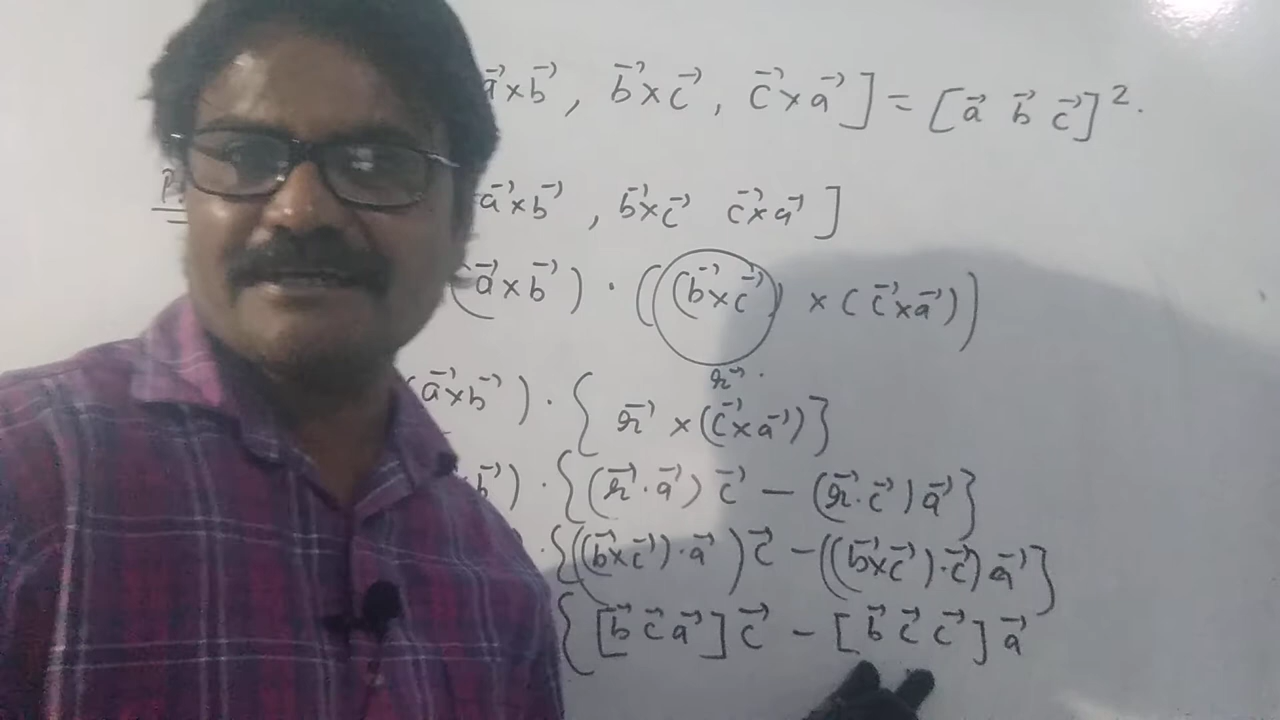 a⃗×b⃗ , b⃗×c⃗ , c⃗×a⃗ ] = [a⃗ b⃗ c⃗]².
P. a⃗×b⃗ , b⃗×c⃗ c⃗×a⃗ ]
(a⃗×b⃗) · ((b⃗×c⃗) × (c⃗×a⃗))
r⃗ .
(a⃗×b⃗) · { r⃗ × (c⃗×a⃗)}
b⃗) · {(r⃗·a⃗) c⃗ − (r⃗·c⃗) a⃗}
· {((b⃗×c⃗)·a⃗) c⃗ − ((b⃗×c⃗)·c⃗) a⃗}
{ [b⃗ c⃗ a⃗] c⃗ − [b⃗ c⃗ c⃗] a⃗